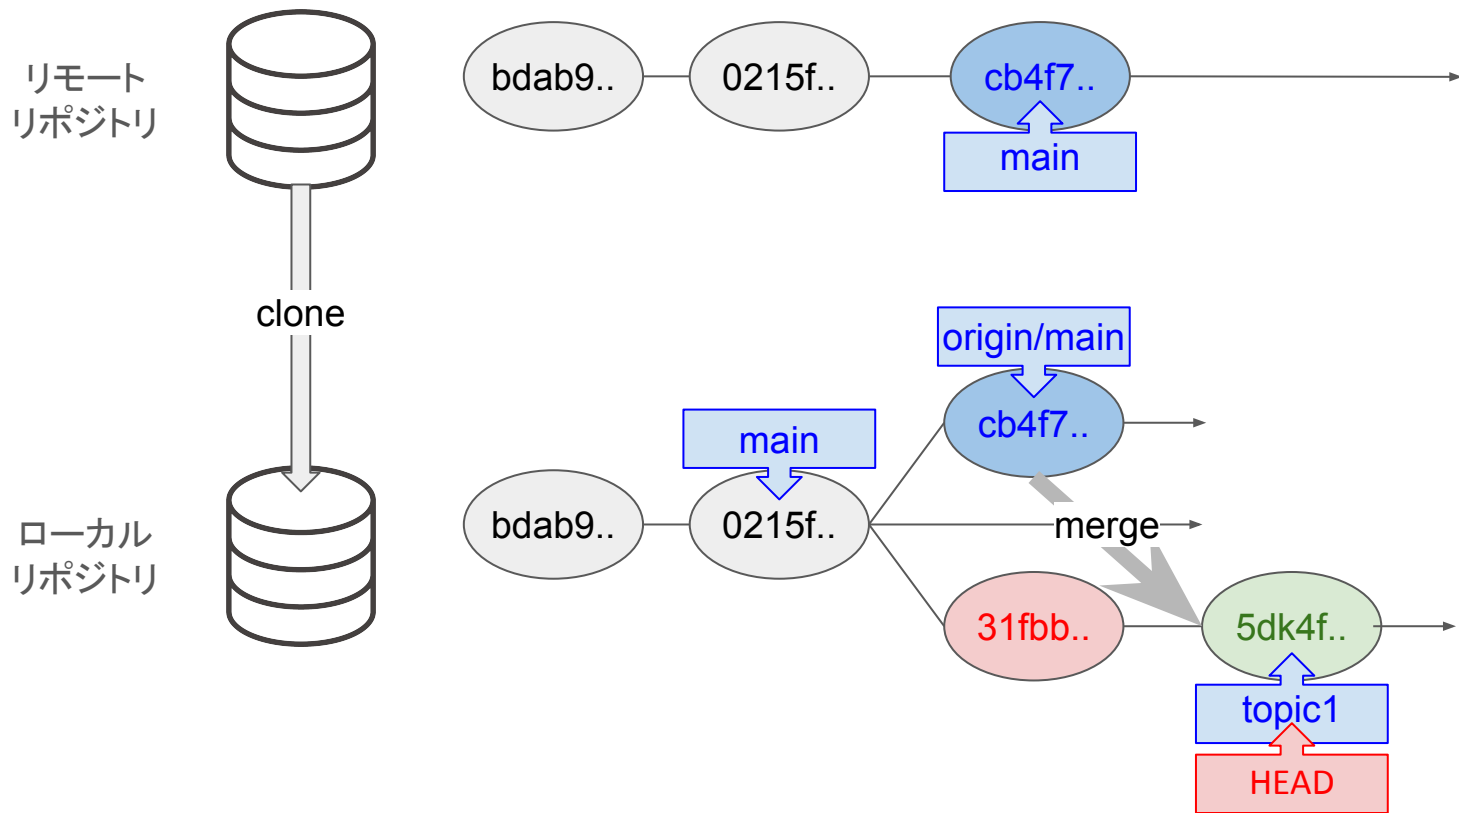 リモート
リポジトリ
bdab9..
0215f..
cb4f7..
main
clone
origin/main
cb4f7..
main
ローカル
リポジトリ
bdab9..
0215f..
merge
31fbb..
5dk4f..
topic1
HEAD